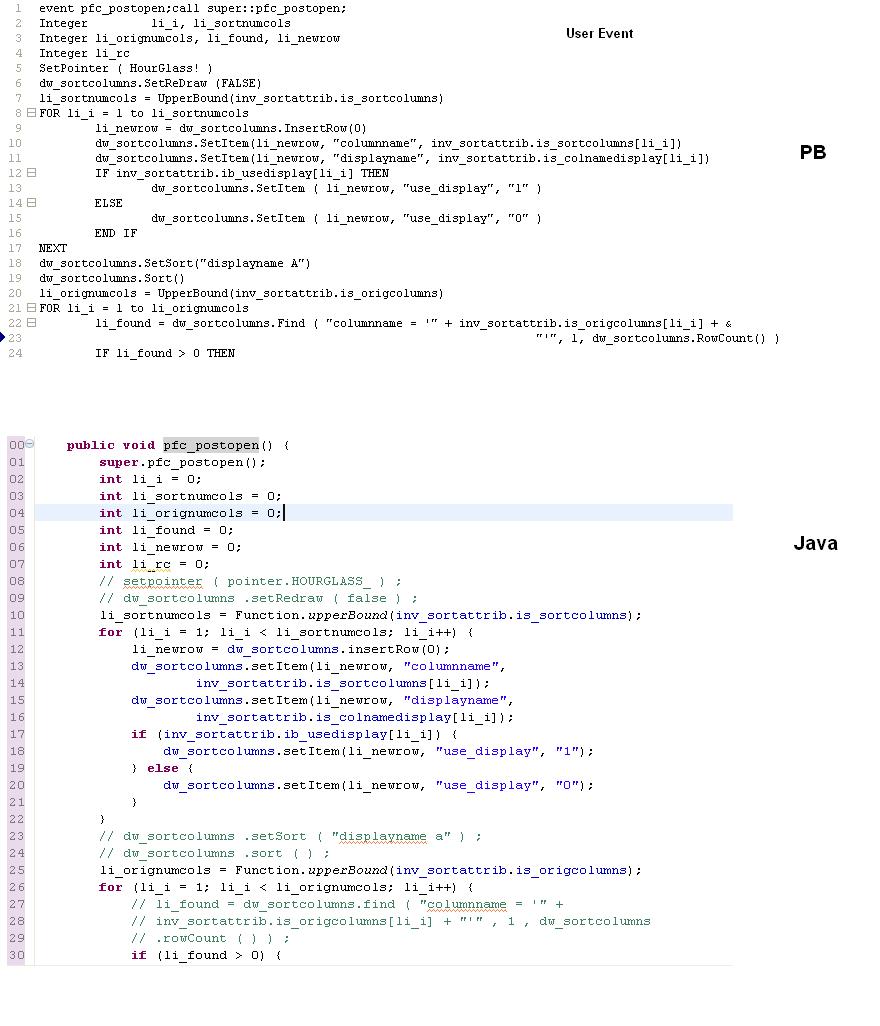 1 event pfc_postopen;call super::pfc_postopen;
2 Integer li_i, li_sortnumcols
3 Integer li_orignumcols, li_found, li_newrow
User Event
4 Integer li_rc
5 SetPointer ( HourGlass! )
6 dw_sortcolumns.SetReDraw (FALSE)
7 li_sortnumcols = UpperBound(inv_sortattrib.is_sortcolumns)
8 FOR li_i = 1 to li_sortnumcols
9 li_newrow = dw_sortcolumns.InsertRow(0)
10 dw_sortcolumns.SetItem(li_newrow, "columnname", inv_sortattrib.is_sortcolumns[li_i])
PB
11 dw_sortcolumns.SetItem(li_newrow, "displayname", inv_sortattrib.is_colnamedisplay[li_i])
12 IF inv_sortattrib.ib_usedisplay[li_i] THEN
13 dw_sortcolumns.SetItem ( li_newrow, "use_display", "1" )
14 ELSE
15 dw_sortcolumns.SetItem ( li_newrow, "use_display", "0" )
16 END IF
17 NEXT
18 dw_sortcolumns.SetSort("displayname A")
19 dw_sortcolumns.Sort()
20 li_orignumcols = UpperBound(inv_sortattrib.is_origcolumns)
21 FOR li_i = 1 to li_orignumcols
22 li_found = dw_sortcolumns.Find ( "columnname = '" + inv_sortattrib.is_origcolumns[li_i] + &
23 "'", 1, dw_sortcolumns.RowCount() )
24 IF li_found > 0 THEN
00 public void pfc_postopen() {
01 super.pfc_postopen();
02 int li_i = 0;
03 int li_sortnumcols = 0;
04 int li_orignumcols = 0;
05 int li_found = 0;
06 int li_newrow = 0;
Java
07 int li_rc = 0;
08 // setpointer ( pointer.HOURGLASS_ ) ;
09 // dw_sortcolumns .setRedraw ( false ) ;
10 li_sortnumcols = Function.upperBound(inv_sortattrib.is_sortcolumns);
11 for (li_i = 1; li_i < li_sortnumcols; li_i++) {
12 li_newrow = dw_sortcolumns.insertRow(0);
13 dw_sortcolumns.setItem(li_newrow, "columnname",
14 inv_sortattrib.is_sortcolumns[li_i]);
15 dw_sortcolumns.setItem(li_newrow, "displayname",
16 inv_sortattrib.is_colnamedisplay[li_i]);
17 if (inv_sortattrib.ib_usedisplay[li_i]) {
18 dw_sortcolumns.setItem(li_newrow, "use_display", "1");
19 } else {
20 dw_sortcolumns.setItem(li_newrow, "use_display", "0");
21 }
22 }
23 // dw_sortcolumns .setSort ( "displayname a" ) ;
24 // dw_sortcolumns .sort ( ) ;
25 li_orignumcols = Function.upperBound(inv_sortattrib.is_origcolumns);
26 for (li_i = 1; li_i < li_orignumcols; li_i++) {
27 // li_found = dw_sortcolumns.find ( "columnname = '" +
28 // inv_sortattrib.is_origcolumns[li_i] + "'" , 1 , dw_sortcolumns
29 // .rowCount ( ) ) ;
30 if (li_found > 0) {